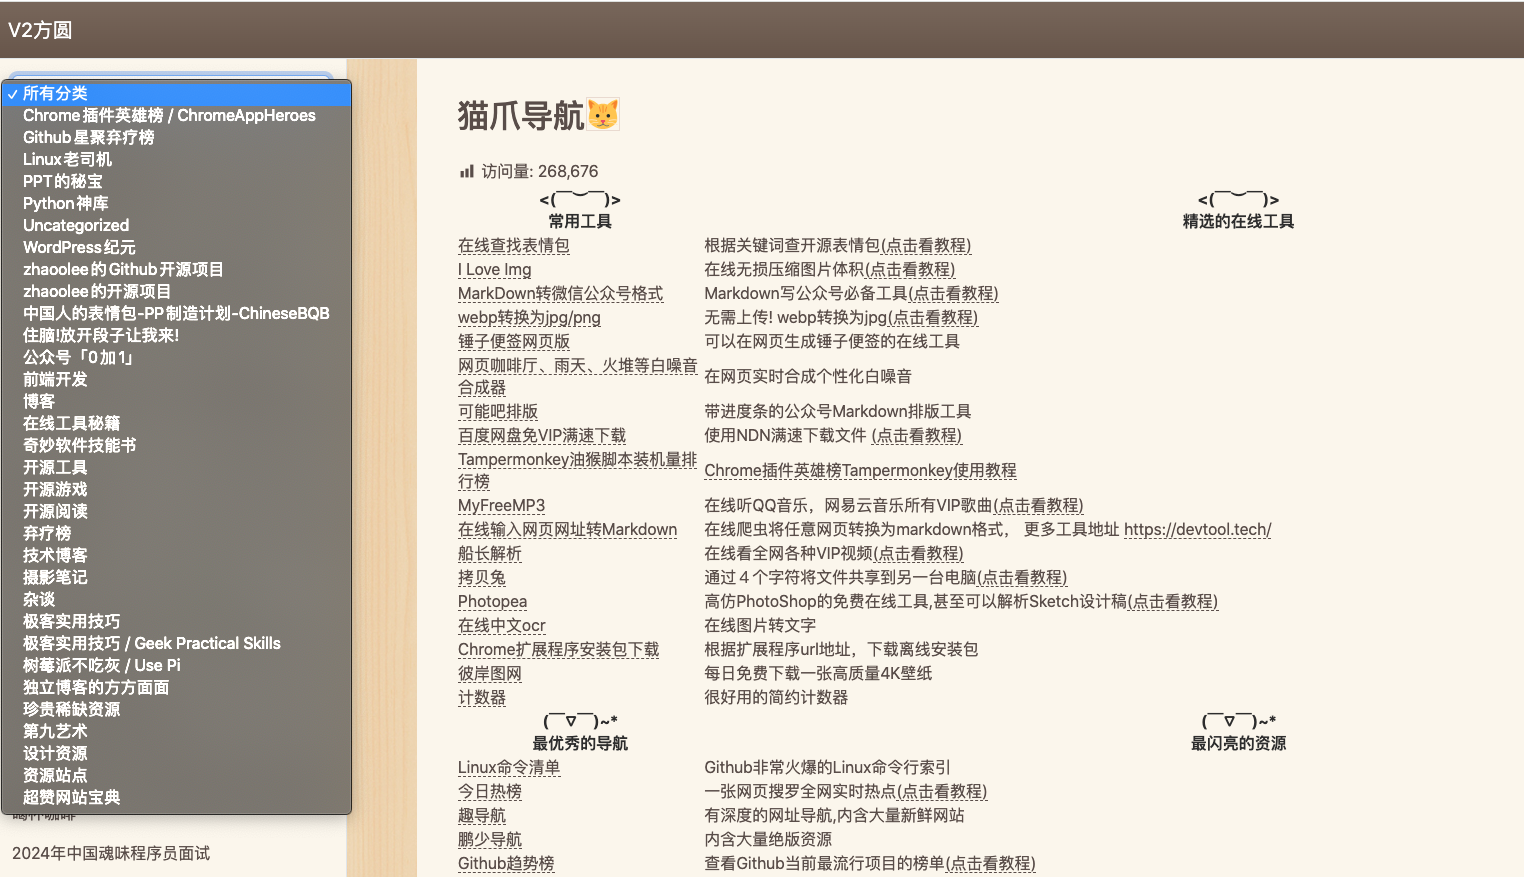 V2方圆
✓ 所有分类
Chrome插件英雄榜 / ChromeAppHeroes
Github星聚弃疗榜
Linux老司机
PPT的秘宝
Python神库
Uncategorized
WordPress纪元
zhaoolee的Github开源项目
zhaoolee的开源项目
中国人的表情包-PP制造计划-ChineseBQB
住脑!放开段子让我来!
公众号「0加1」
前端开发
博客
在线工具秘籍
奇妙软件技能书
开源工具
开源游戏
开源阅读
弃疗榜
技术博客
摄影笔记
杂谈
极客实用技巧
极客实用技巧 / Geek Practical Skills
树莓派不吃灰 / Use Pi
独立博客的方方面面
珍贵稀缺资源
第九艺术
设计资源
资源站点
超赞网站宝典
2024年中国魂味程序员面试
猫爪导航🐱
访问量: 268,676
<(￣︶￣)> <(￣︶￣)>
常用工具 精选的在线工具
在线查找表情包 根据关键词查开源表情包(点击看教程)
I Love Img 在线无损压缩图片体积(点击看教程)
MarkDown转微信公众号格式 Markdown写公众号必备工具(点击看教程)
webp转换为jpg/png 无需上传! webp转换为jpg(点击看教程)
锤子便签网页版 可以在网页生成锤子便签的在线工具
网页咖啡厅、雨天、火堆等白噪音
合成器 在网页实时合成个性化白噪音
可能吧排版 带进度条的公众号Markdown排版工具
百度网盘免VIP满速下载 使用NDN满速下载文件 (点击看教程)
Tampermonkey油猴脚本装机量排
行榜 Chrome插件英雄榜Tampermonkey使用教程
MyFreeMP3 在线听QQ音乐，网易云音乐所有VIP歌曲(点击看教程)
在线输入网页网址转Markdown 在线爬虫将任意网页转换为markdown格式， 更多工具地址 https://devtool.tech/
船长解析 在线看全网各种VIP视频(点击看教程)
拷贝兔 通过４个字符将文件共享到另一台电脑(点击看教程)
Photopea 高仿PhotoShop的免费在线工具,甚至可以解析Sketch设计稿(点击看教程)
在线中文ocr 在线图片转文字
Chrome扩展程序安装包下载 根据扩展程序url地址，下载离线安装包
彼岸图网 每日免费下载一张高质量4K壁纸
计数器 很好用的简约计数器
(￣▽￣)~* (￣▽￣)~*
最优秀的导航 最闪亮的资源
Linux命令清单 Github非常火爆的Linux命令行索引
今日热榜 一张网页搜罗全网实时热点(点击看教程)
趣导航 有深度的网址导航,内含大量新鲜网站
鹏少导航 内含大量绝版资源
Github趋势榜 查看Github当前最流行项目的榜单(点击看教程)